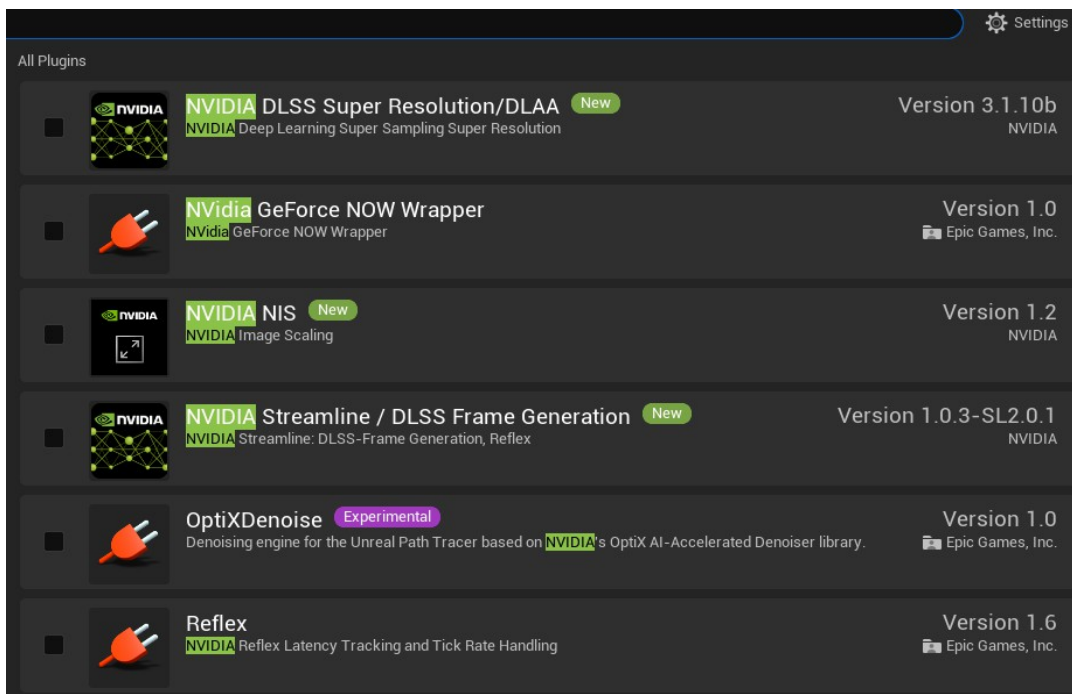 Settings
All Plugins
NVIDIA
NVIDIA DLSS Super Resolution/DLAA New
NVIDIA Deep Learning Super Sampling Super Resolution
Version 3.1.10b
NVIDIA
NVidia GeForce NOW Wrapper
NVidia GeForce NOW Wrapper
Version 1.0
Epic Games, Inc.
NVIDIA
NVIDIA NIS New
NVIDIA Image Scaling
Version 1.2
NVIDIA
NVIDIA
NVIDIA Streamline / DLSS Frame Generation New
NVIDIA Streamline: DLSS-Frame Generation, Reflex
Version 1.0.3-SL2.0.1
NVIDIA
OptiXDenoise Experimental
Denoising engine for the Unreal Path Tracer based on NVIDIA's OptiX AI-Accelerated Denoiser library.
Version 1.0
Epic Games, Inc.
Reflex
NVIDIA Reflex Latency Tracking and Tick Rate Handling
Version 1.6
Epic Games, Inc.